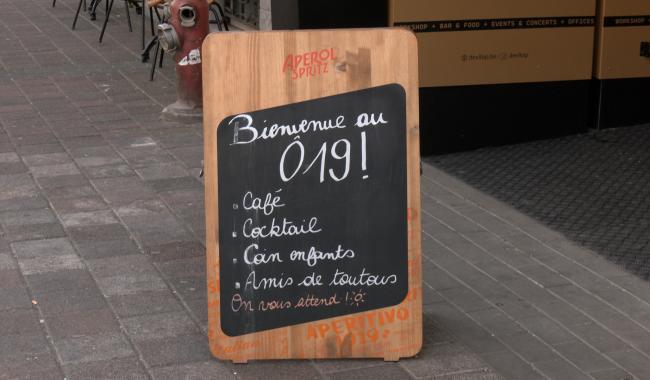 WORKSHOP + BAR & FOOD + EVENTS & CONCERTS + OFFICES
WORKSHOP +
APEROL
SPRITZ
Bienvenue au
Ô19!
Café
Cocktail
Coin enfants
Amis de toutous
On vous attend !
APERITIVO
1919